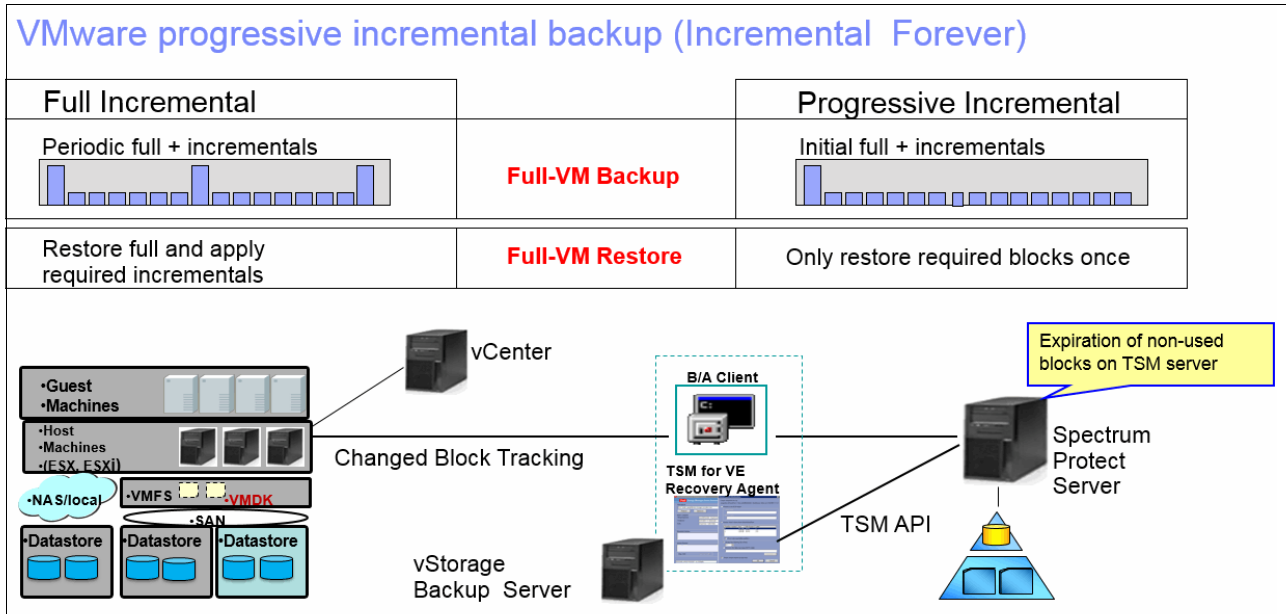 VMware progressive incremental backup (Incremental Forever)
Full Incremental
Progressive Incremental
Periodic full + incrementals
Full-VM Backup
Initial full + incrementals
Restore full and apply
required incrementals
Full-VM Restore
Only restore required blocks once
vCenter
Expiration of non-used
blocks on TSM server
•Guest
•Machines
•Host
•Machines
•(ESX, ESXi)
•NAS/local
•VMFS
•VMDK
•SAN
•Datastore
•Datastore
•Datastore
Changed Block Tracking
B/A Client
C:
TSM for VE
Recovery Agent
vStorage
Backup Server
TSM API
Spectrum
Protect
Server